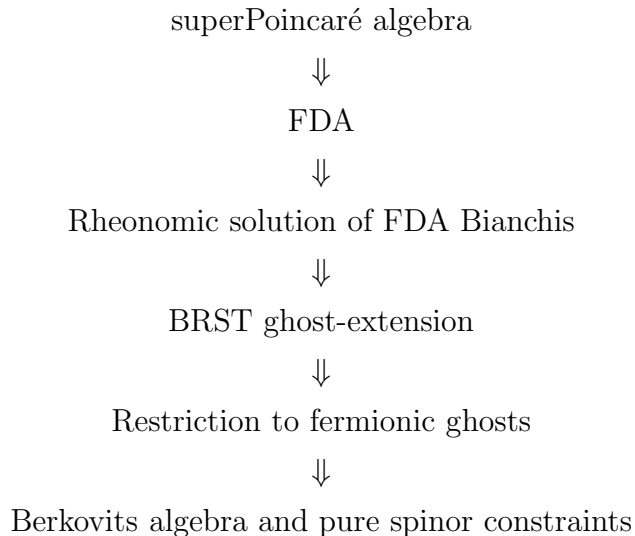 superPoincaré algebra
⇓
FDA
⇓
Rheonomic solution of FDA Bianchis
⇓
BRST ghost-extension
⇓
Restriction to fermionic ghosts
⇓
Berkovits algebra and pure spinor constraints